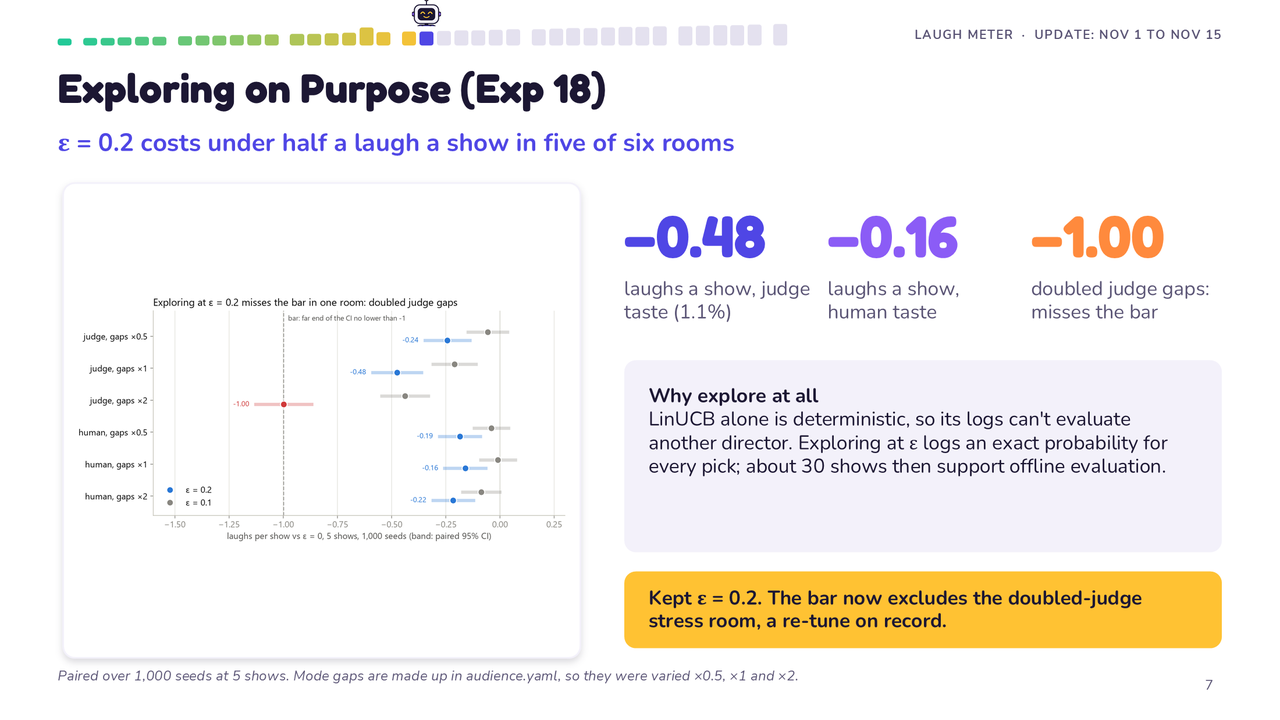 LAUGH METER · UPDATE: NOV 1 TO NOV 15
Exploring on Purpose (Exp 18)
ε = 0.2 costs under half a laugh a show in five of six rooms
Exploring at ε = 0.2 misses the bar in one room: doubled judge gaps
bar: far end of the CI no lower than -1
judge, gaps ×0.5
-0.24
judge, gaps ×1
-0.48
judge, gaps ×2
-1.00
human, gaps ×0.5
-0.19
human, gaps ×1
-0.16
human, gaps ×2
-0.22
ε = 0.2
ε = 0.1
−1.50 −1.25 −1.00 −0.75 −0.50 −0.25 0.00 0.25
laughs per show vs ε = 0, 5 shows, 1,000 seeds (band: paired 95% CI)
−0.48
laughs a show, judge
taste (1.1%)
−0.16
laughs a show,
human taste
−1.00
doubled judge gaps:
misses the bar
Why explore at all
LinUCB alone is deterministic, so its logs can't evaluate
another director. Exploring at ε logs an exact probability for
every pick; about 30 shows then support offline evaluation.
Kept ε = 0.2. The bar now excludes the doubled-judge
stress room, a re-tune on record.
Paired over 1,000 seeds at 5 shows. Mode gaps are made up in audience.yaml, so they were varied ×0.5, ×1 and ×2.
7